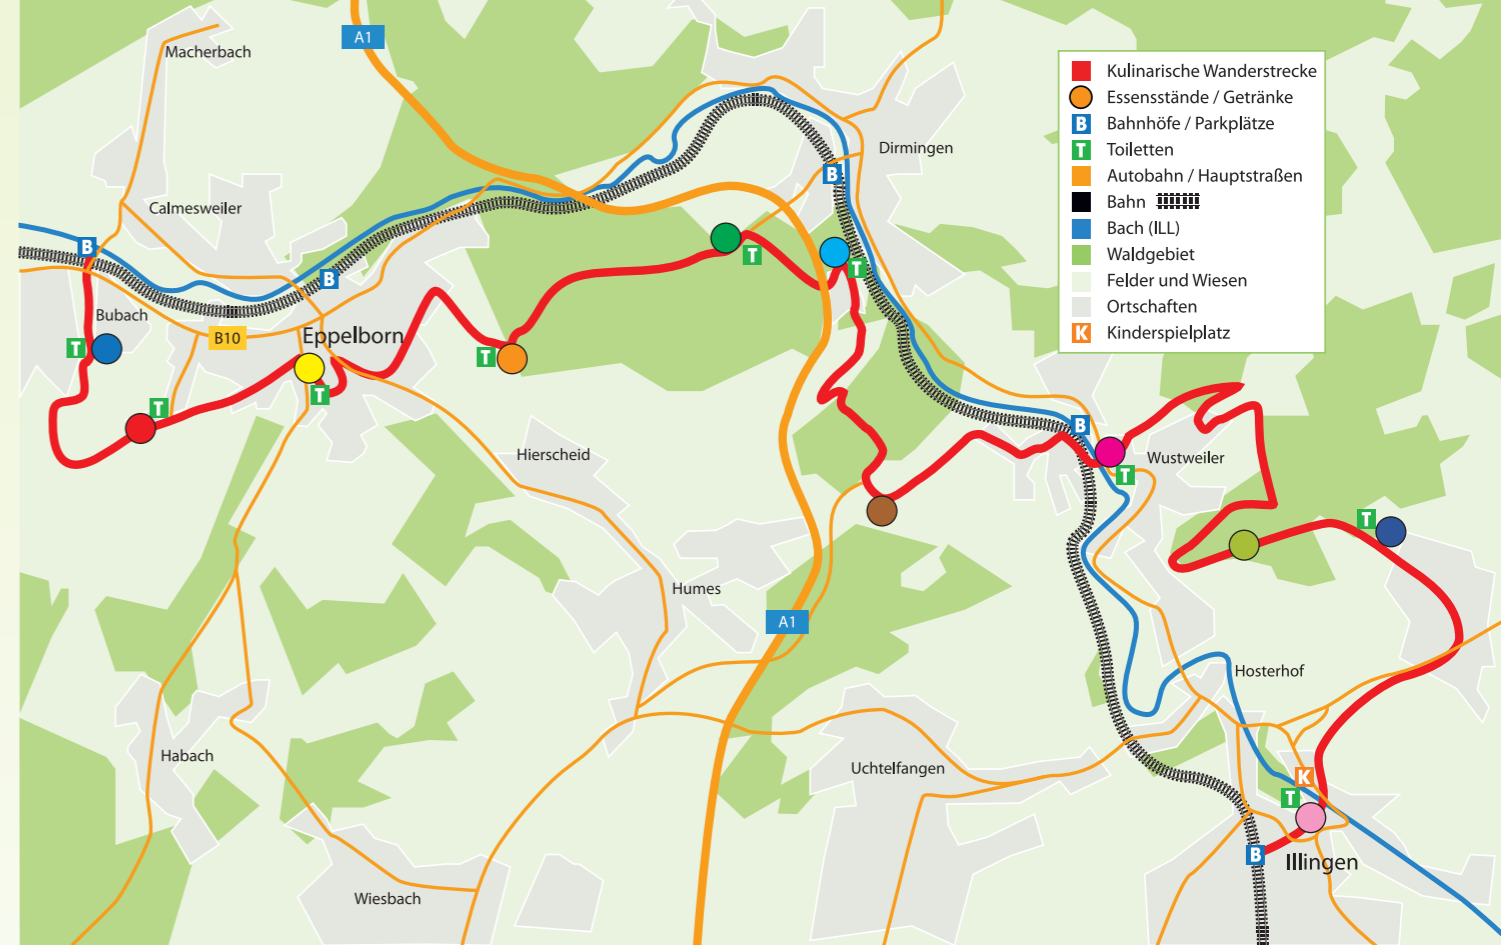 A1
Macherbach
Kulinarische Wanderstrecke
Essensstände / Getränke
B Bahnhöfe / Parkplätze
T Toiletten
Autobahn / Hauptstraßen
Bahn
Bach (ILL)
Waldgebiet
Felder und Wiesen
Ortschaften
K Kinderspielplatz
Dirmingen
B
Calmesweiler
B
B
T
T
Bubach
B10
Eppelborn
T
T
T
T
Hierscheid
B
Wustweiler
T
T
Humes
A1
Hosterhof
Habach
Uchtelfangen
K
T
B
Illingen
Wiesbach